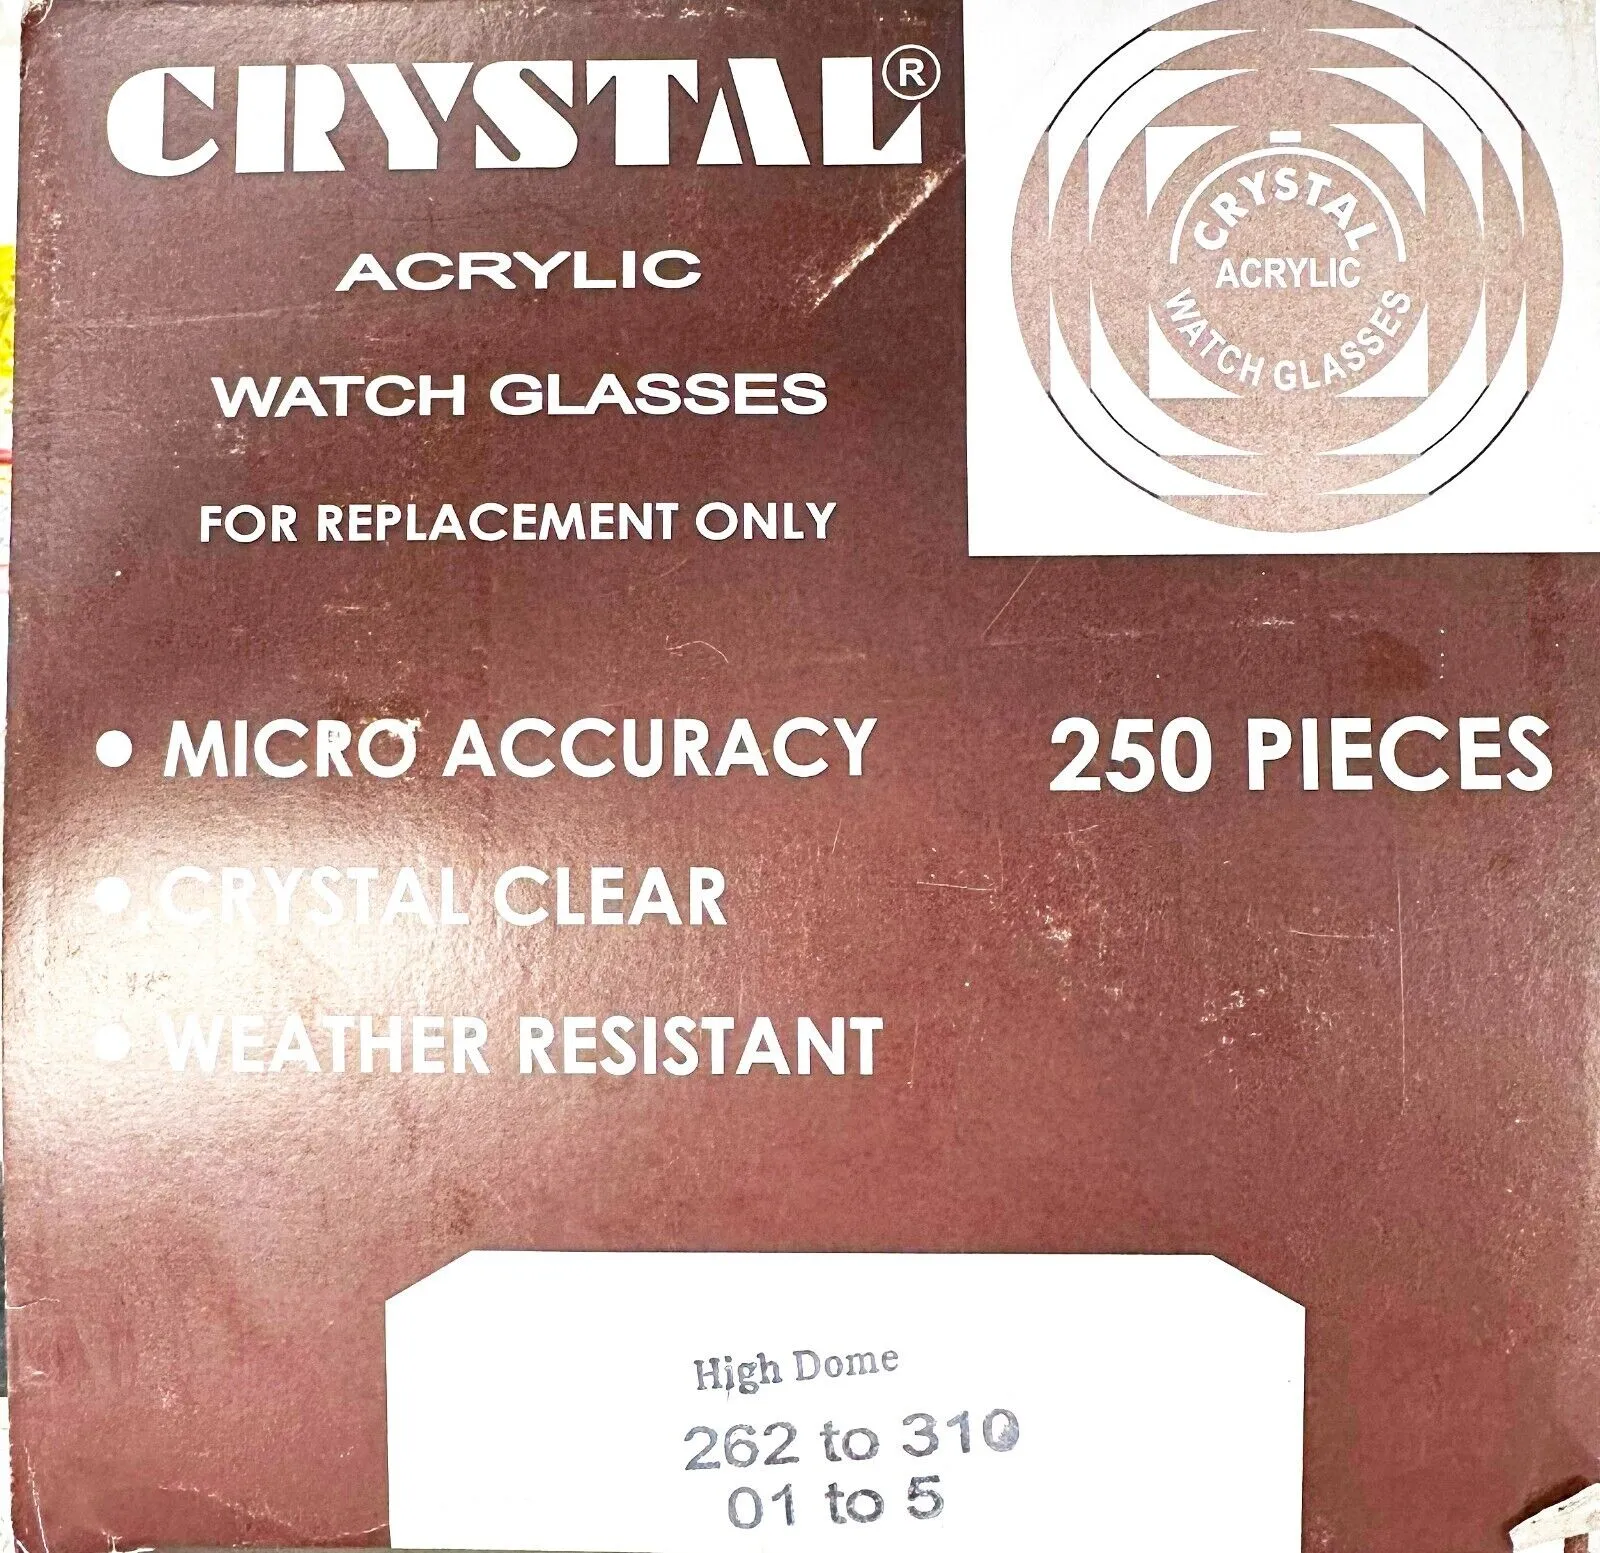 CRYSTAL®
ACRYLIC
WATCH GLASSES
FOR REPLACEMENT ONLY
CRYSTAL
ACRYLIC
WATCH GLASSES
• MICRO ACCURACY
250 PIECES
• CRYSTAL CLEAR
• WEATHER RESISTANT
High Dome
262 to 310
01 to 5